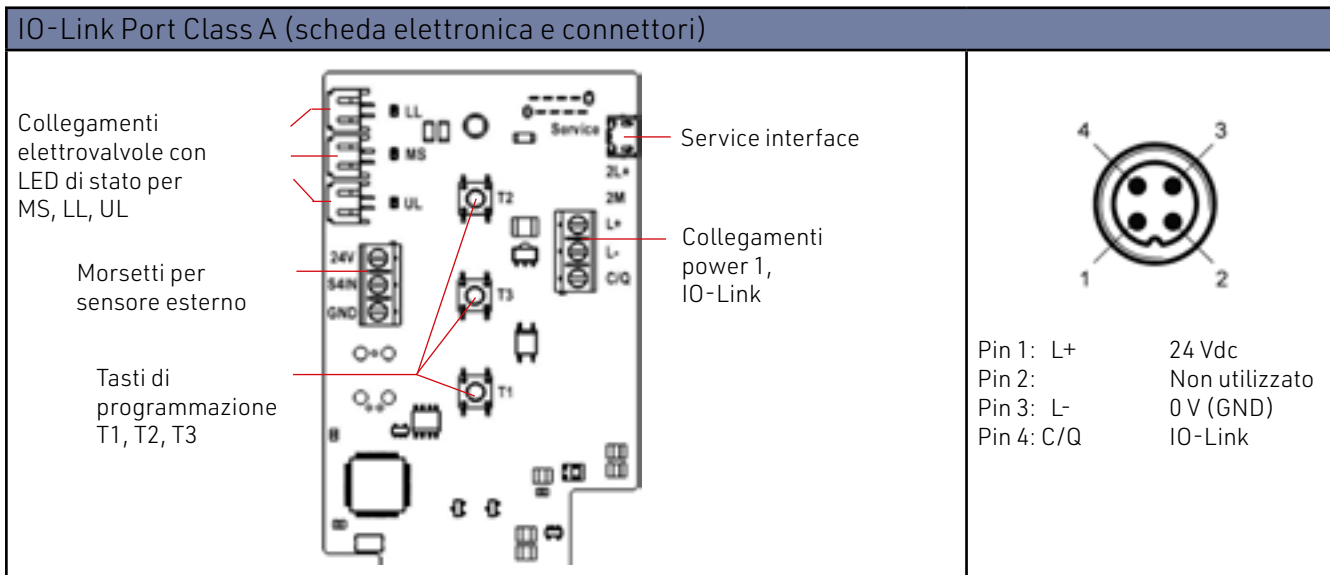 IO-Link Port Class A (scheda elettronica e connettori)
Collegamenti
elettrovalvole con
LED di stato per
MS, LL, UL
Morsetti per
sensore esterno
Tasti di
programmazione
T1, T2, T3
LL
MS
UL
24V
S4IN
GND
T2
T3
T1
Service
2L+
2M
L+
L-
C/Q
Service interface
Collegamenti
power 1,
IO-Link
4 3
1 2
Pin 1: L+ 24 Vdc
Pin 2: Non utilizzato
Pin 3: L- 0 V (GND)
Pin 4: C/Q IO-Link